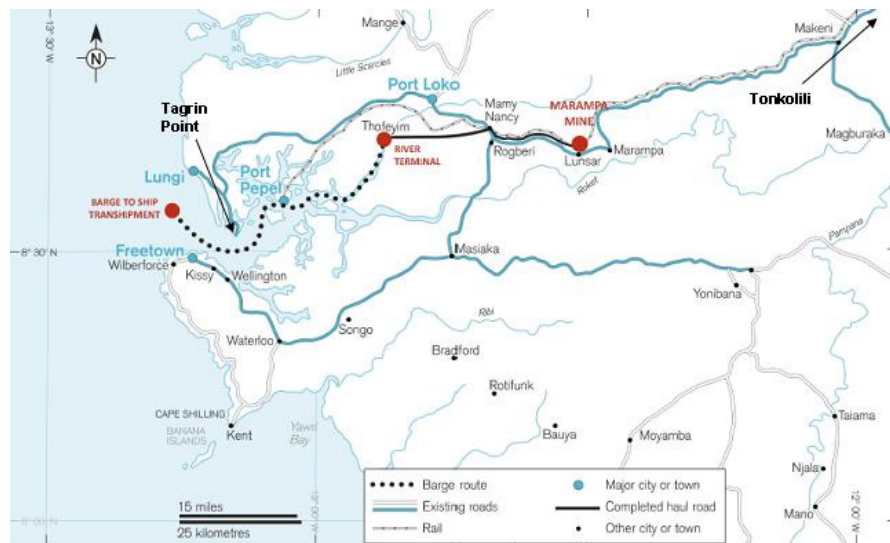 13° 30' W
N
Mange
Little Scarcies
Makeni
Tonkolili
Port Loko
Tagrin
Point
Mamy
Nancy
MARAMPA
MINE
Thofeyim
RIVER
TERMINAL
Rogberi
Lunsar
Marampa
Magburaka
Lungi
Port
Pepel
Roket
BARGE TO SHIP
TRANSHIPMENT
Pampana
8° 30' N
Freetown
Masiaka
Wilberforce
Kissy
Wellington
Yonibana
Ribi
Songo
Waterloo
Bradford
Rotifunk
CAPE SHILLING
BANANA
ISLANDS
Kent
Yawri
Bay
Bauya
Moyamba
Taiama
Njala
Mano
Barge route
Major city or town
Existing roads
Completed haul road
Rail
Other city or town
15 miles
25 kilometres
8° 00' N
13° 00' W
12° 00' W